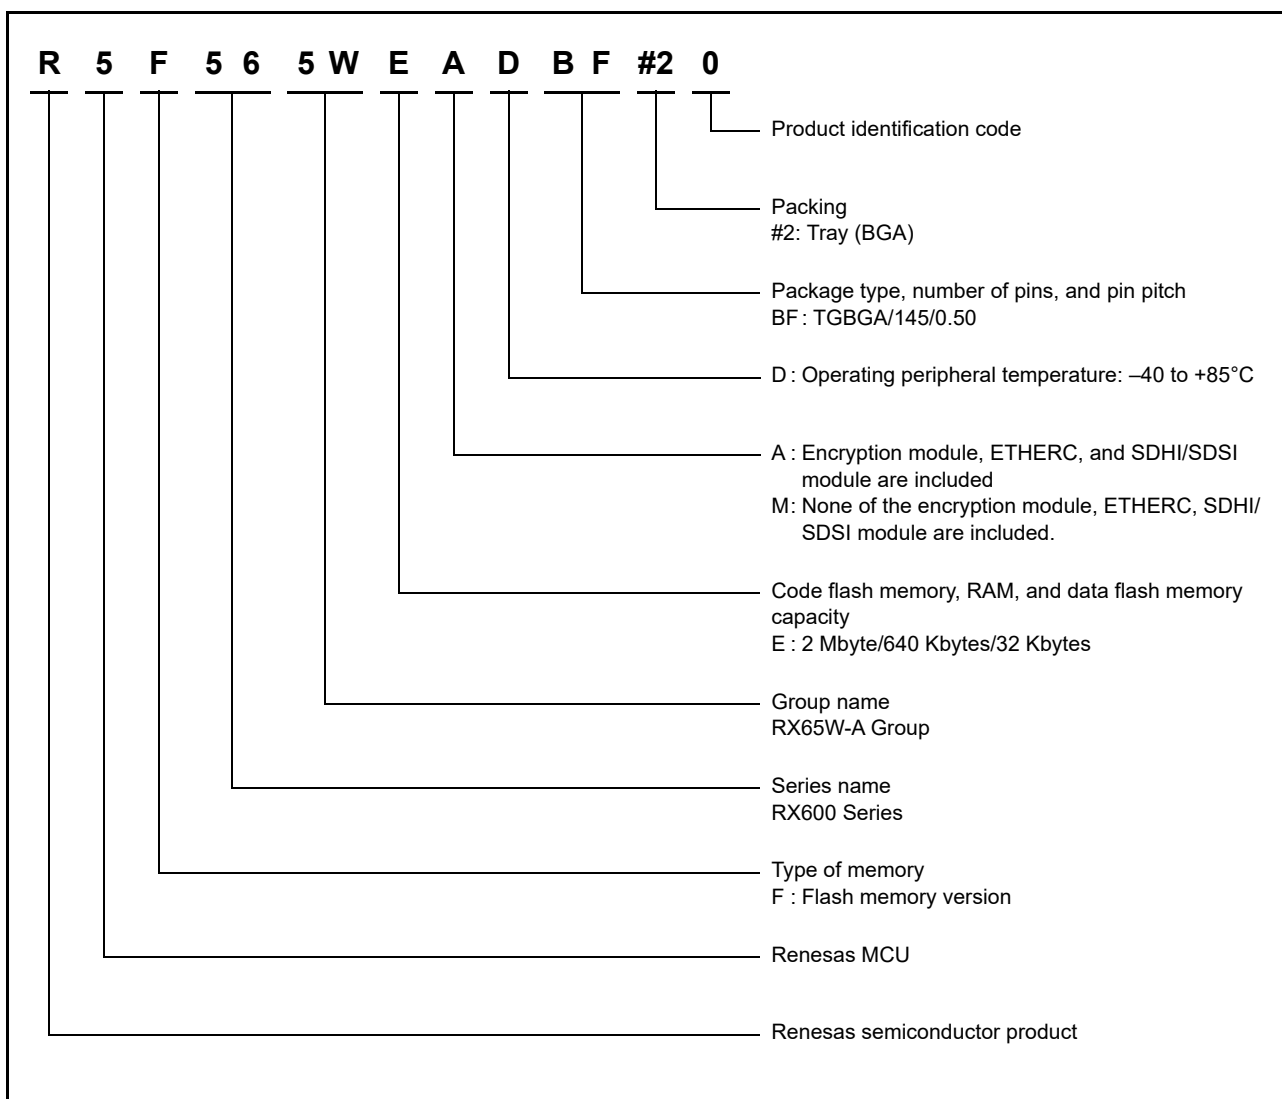 R 5 F 5 6 5 W E A D B F #2 0
Product identification code
Packing
#2: Tray (BGA)
Package type, number of pins, and pin pitch
BF : TGBGA/145/0.50
D : Operating peripheral temperature: –40 to +85°C
A : Encryption module, ETHERC, and SDHI/SDSI
module are included
M: None of the encryption module, ETHERC, SDHI/
SDSI module are included.
Code flash memory, RAM, and data flash memory
capacity
E : 2 Mbyte/640 Kbytes/32 Kbytes
Group name
RX65W-A Group
Series name
RX600 Series
Type of memory
F : Flash memory version
Renesas MCU
Renesas semiconductor product